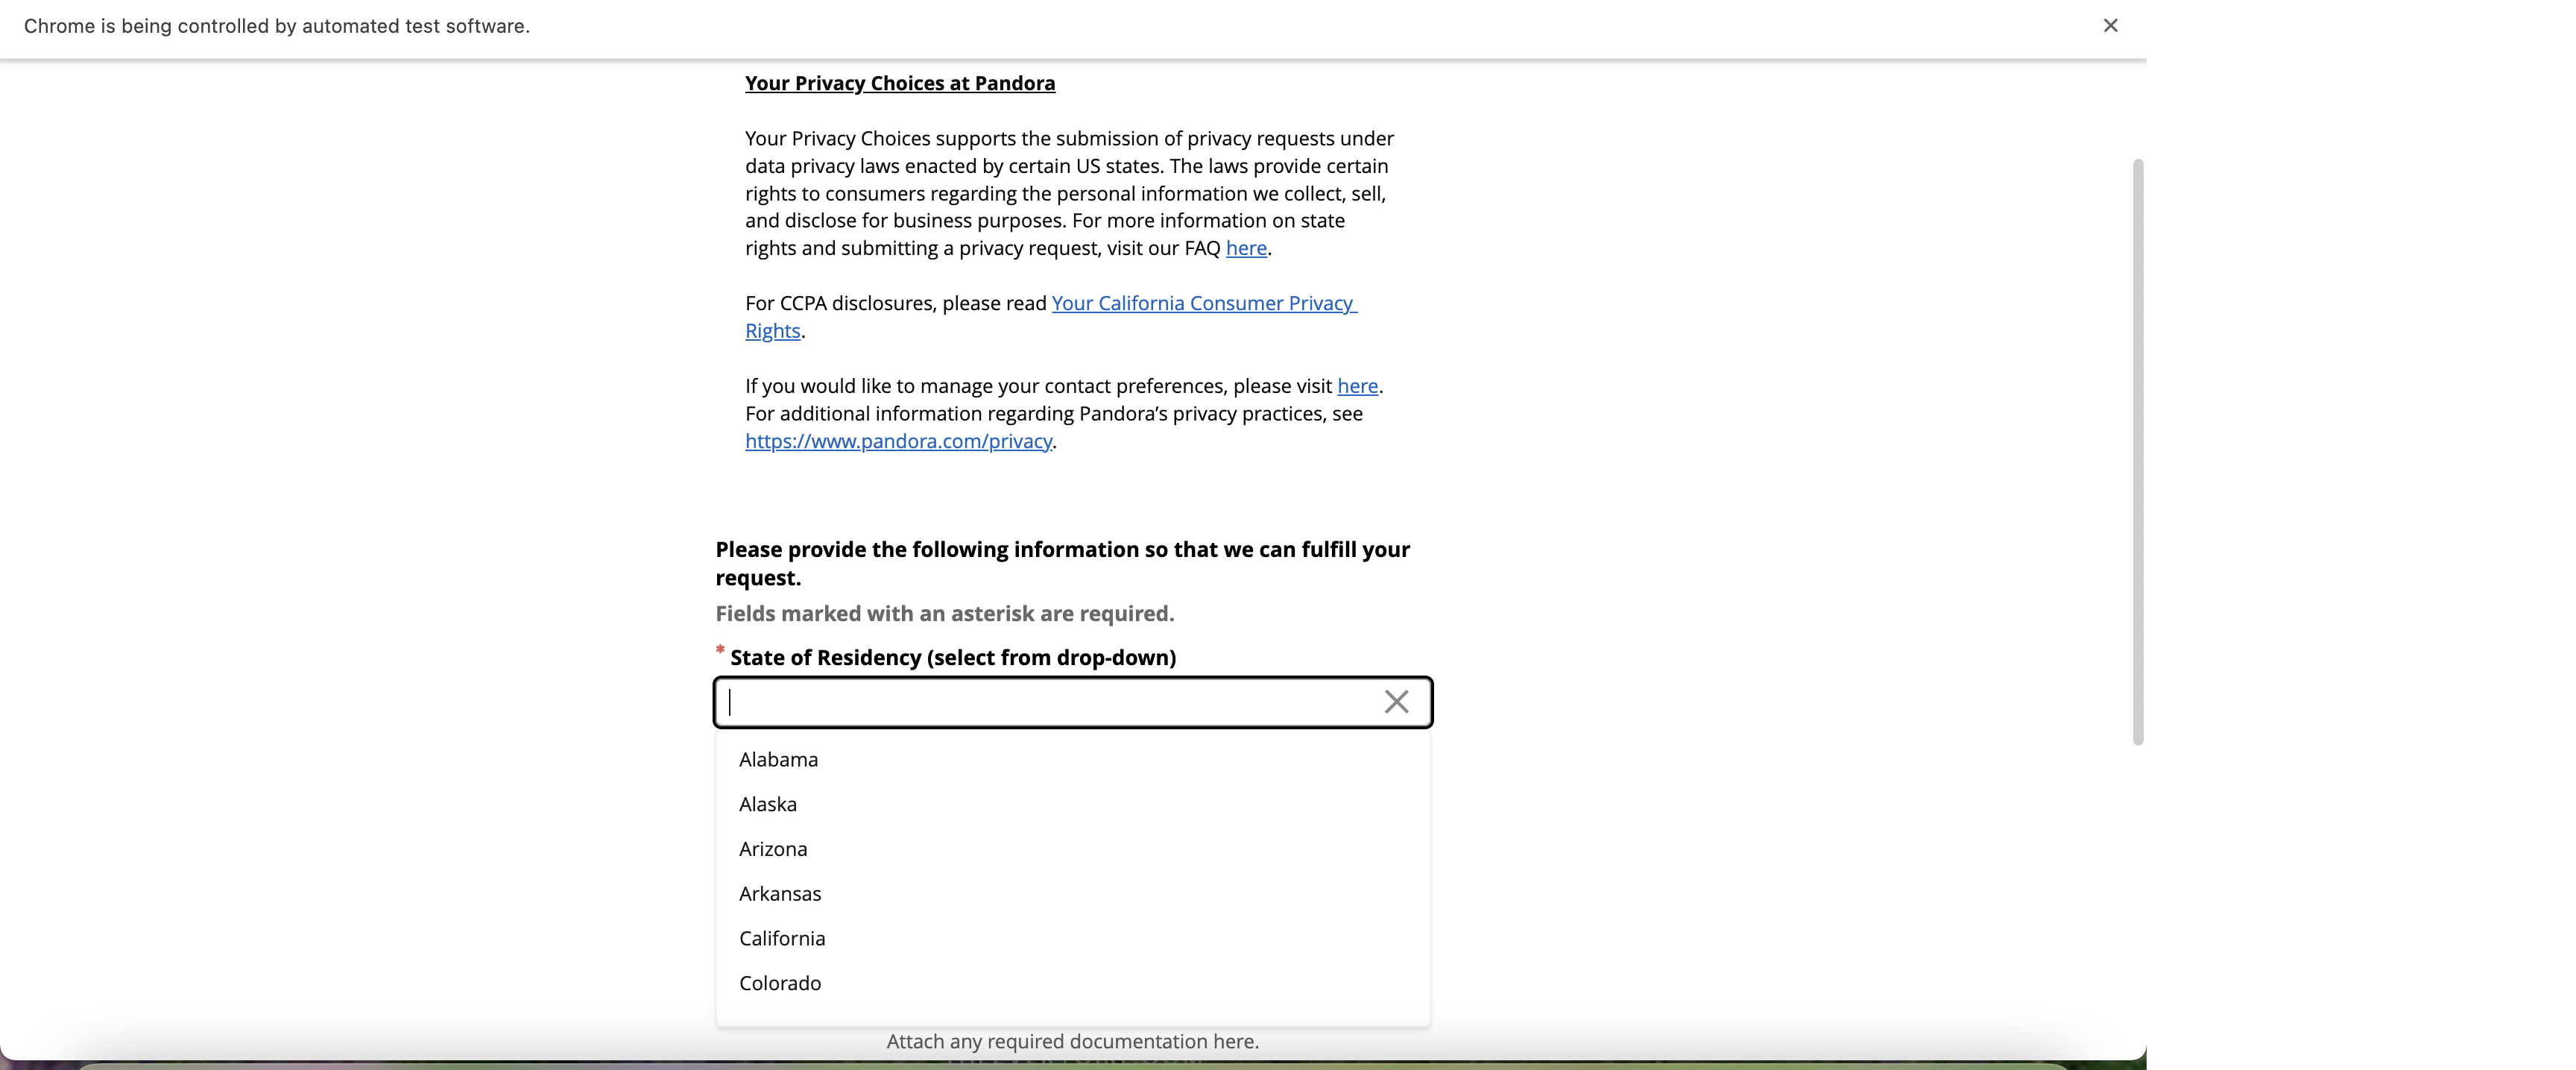 Chrome is being controlled by automated test software.
Your Privacy Choices at Pandora
Your Privacy Choices supports the submission of privacy requests under
data privacy laws enacted by certain US states. The laws provide certain
rights to consumers regarding the personal information we collect, sell,
and disclose for business purposes. For more information on state
rights and submitting a privacy request, visit our FAQ here.
For CCPA disclosures, please read Your California Consumer Privacy
Rights.
If you would like to manage your contact preferences, please visit here.
For additional information regarding Pandora’s privacy practices, see
https://www.pandora.com/privacy.
Please provide the following information so that we can fulfill your
request.
Fields marked with an asterisk are required.
* State of Residency (select from drop-down)
Alabama
Alaska
Arizona
Arkansas
California
Colorado
Attach any required documentation here.